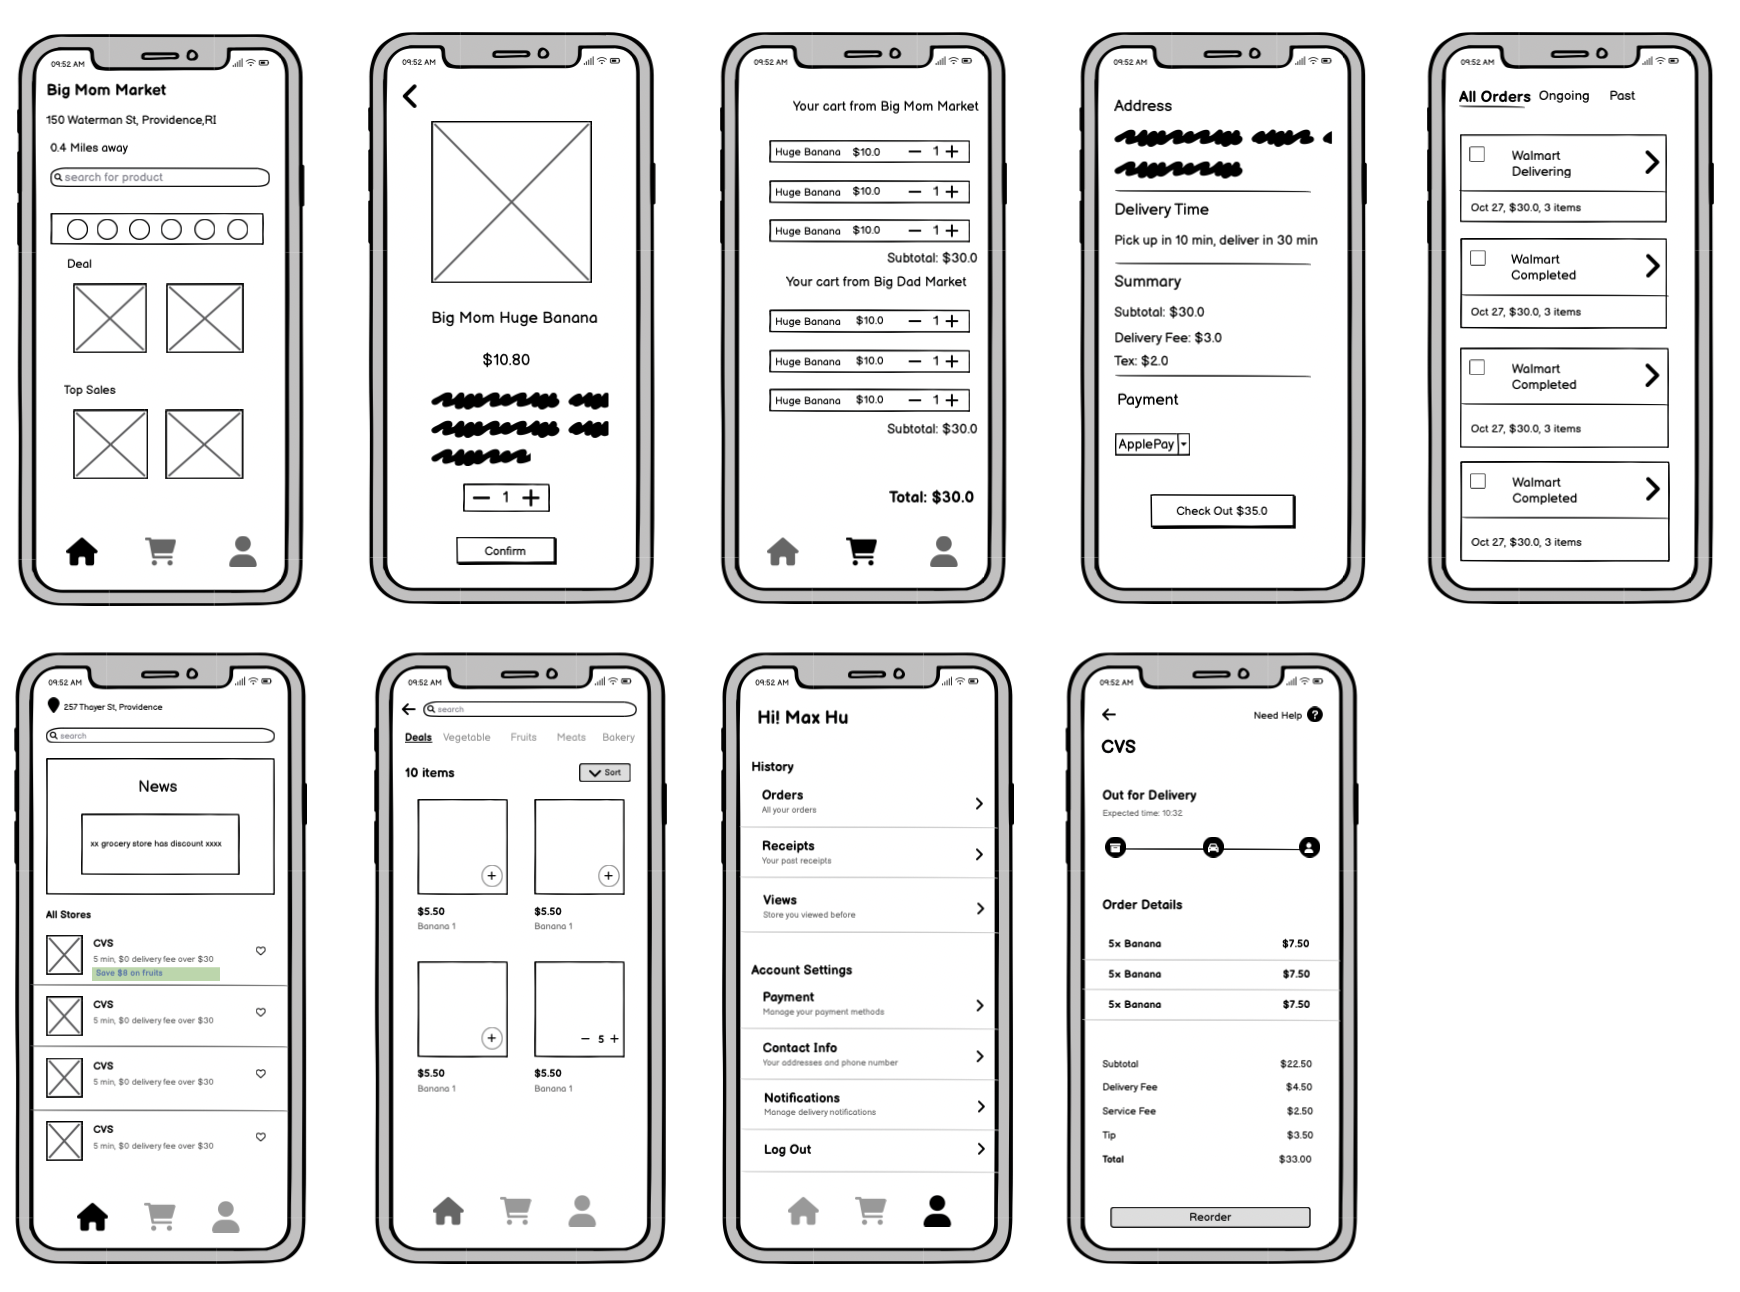 09:52 AM
Big Mom Market
150 Waterman St, Providence,RI
0.4 Miles away
search for product
Deal
Top Sales
09:52 AM
Big Mom Huge Banana
$10.80
1
Confirm
09:52 AM
Your cart from Big Mom Market
Huge Banana $10.0 1
Huge Banana $10.0 1
Huge Banana $10.0 1
Subtotal: $30.0
Your cart from Big Dad Market
Huge Banana $10.0 1
Huge Banana $10.0 1
Huge Banana $10.0 1
Subtotal: $30.0
Total: $30.0
09:52 AM
Address
Delivery Time
Pick up in 10 min, deliver in 30 min
Summary
Subtotal: $30.0
Delivery Fee: $3.0
Tex: $2.0
Payment
ApplePay
Check Out $35.0
09:52 AM
All Orders Ongoing Past
Walmart
Delivering
Oct 27, $30.0, 3 items
Walmart
Completed
Oct 27, $30.0, 3 items
Walmart
Completed
Oct 27, $30.0, 3 items
Walmart
Completed
Oct 27, $30.0, 3 items
09:52 AM
257 Thayer St, Providence
search
News
xx grocery store has discount xxxx
All Stores
CVS
5 min, $0 delivery fee over $30
Save $8 on fruits
CVS
5 min, $0 delivery fee over $30
CVS
5 min, $0 delivery fee over $30
CVS
5 min, $0 delivery fee over $30
09:52 AM
search
Deals Vegetable Fruits Meats Bakery
10 items Sort
$5.50 $5.50
Banana 1 Banana 1
5
$5.50 $5.50
Banana 1 Banana 1
09:52 AM
Hi! Max Hu
History
Orders
All your orders
Receipts
Your past receipts
Views
Store you viewed before
Account Settings
Payment
Manage your payment methods
Contact Info
Your addresses and phone number
Notifications
Manage delivery notifications
Log Out
09:52 AM
Need Help ?
CVS
Out for Delivery
Expected time: 10:32
Order Details
5x Banana $7.50
5x Banana $7.50
5x Banana $7.50
Subtotal $22.50
Delivery Fee $4.50
Service Fee $2.50
Tip $3.50
Total $33.00
Reorder